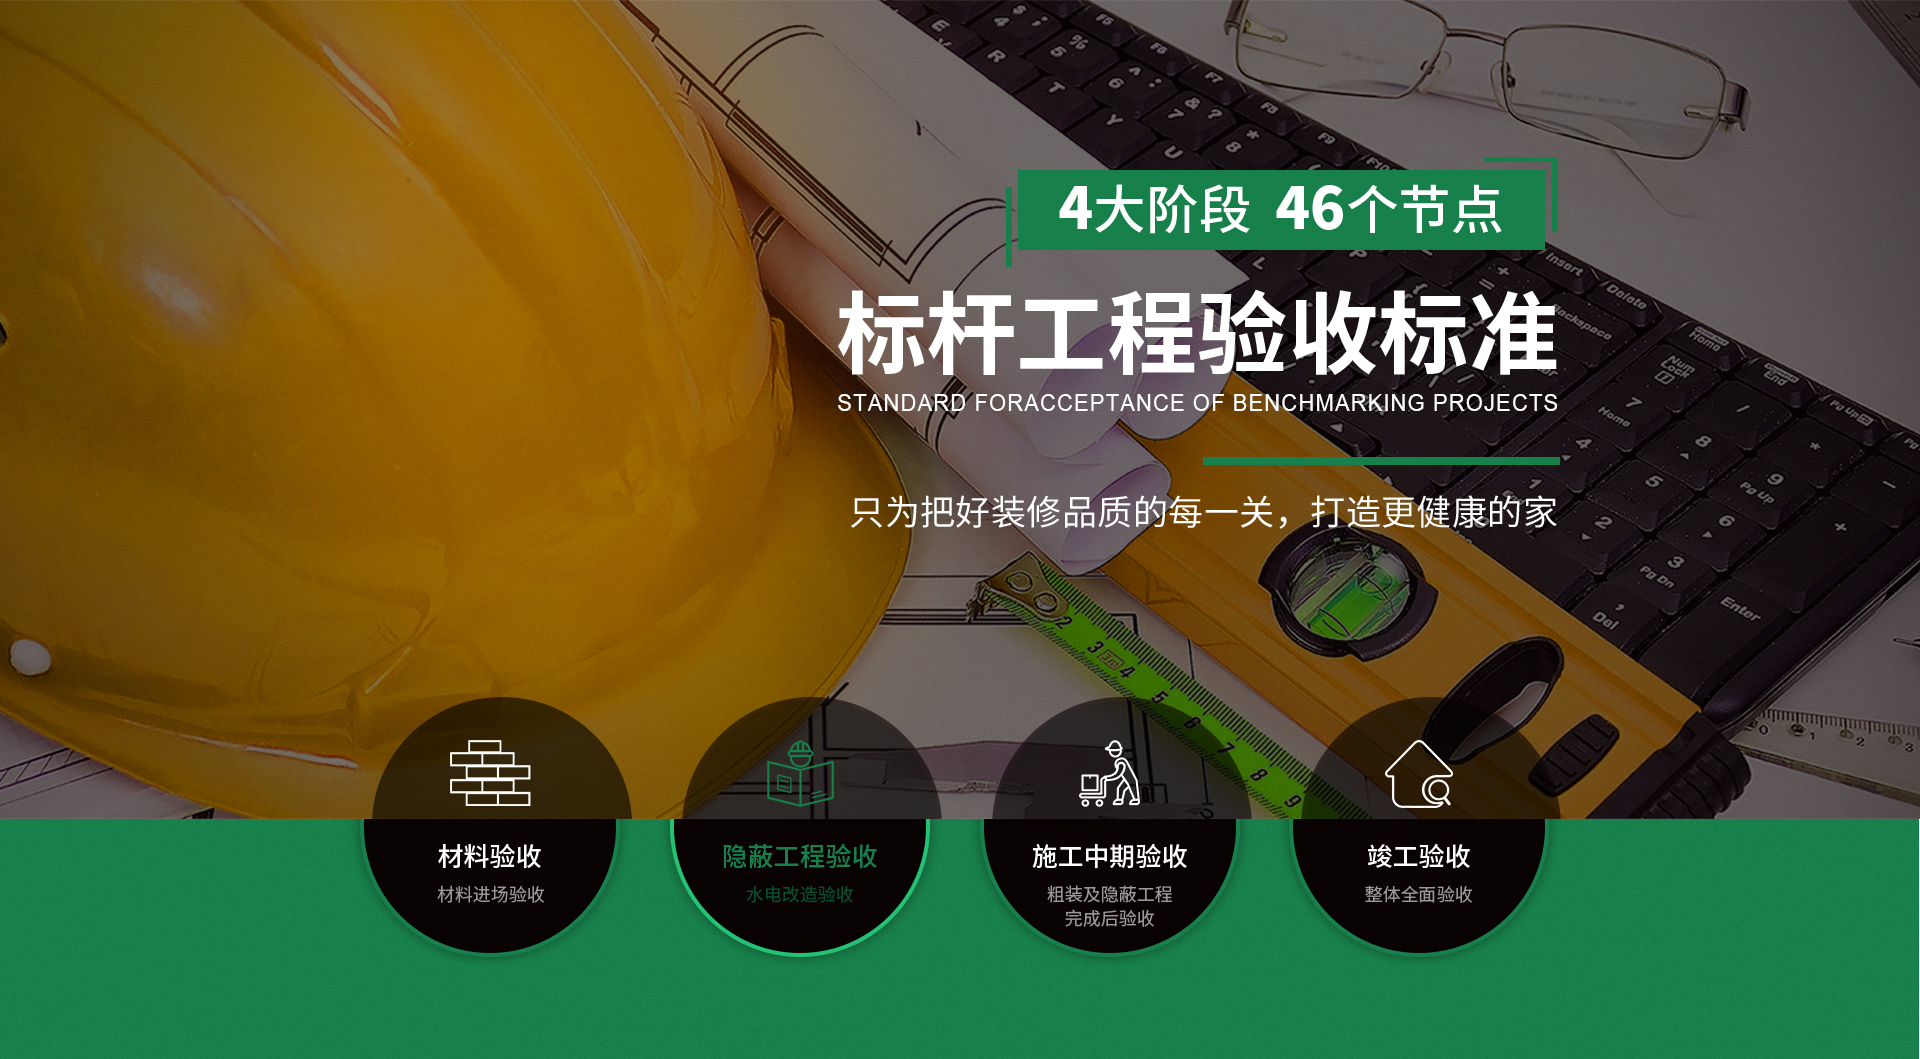 4大阶段 46个节点
标杆工程验收标准
STANDARD FORACCEPTANCE OF BENCHMARKING PROJECTS
只为把好装修品质的每一关，打造更健康的家
材料验收
材料进场验收
隐蔽工程验收
水电改造验收
施工中期验收
粗装及隐蔽工程
完成后验收
竣工验收
整体全面验收